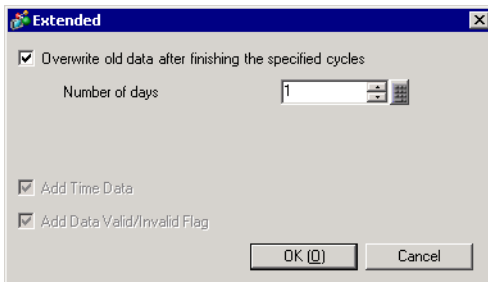 Extended
Overwrite old data after finishing the specified cycles
Number of days 1
Add Time Data
Add Data Valid/Invalid Flag
OK (O) Cancel